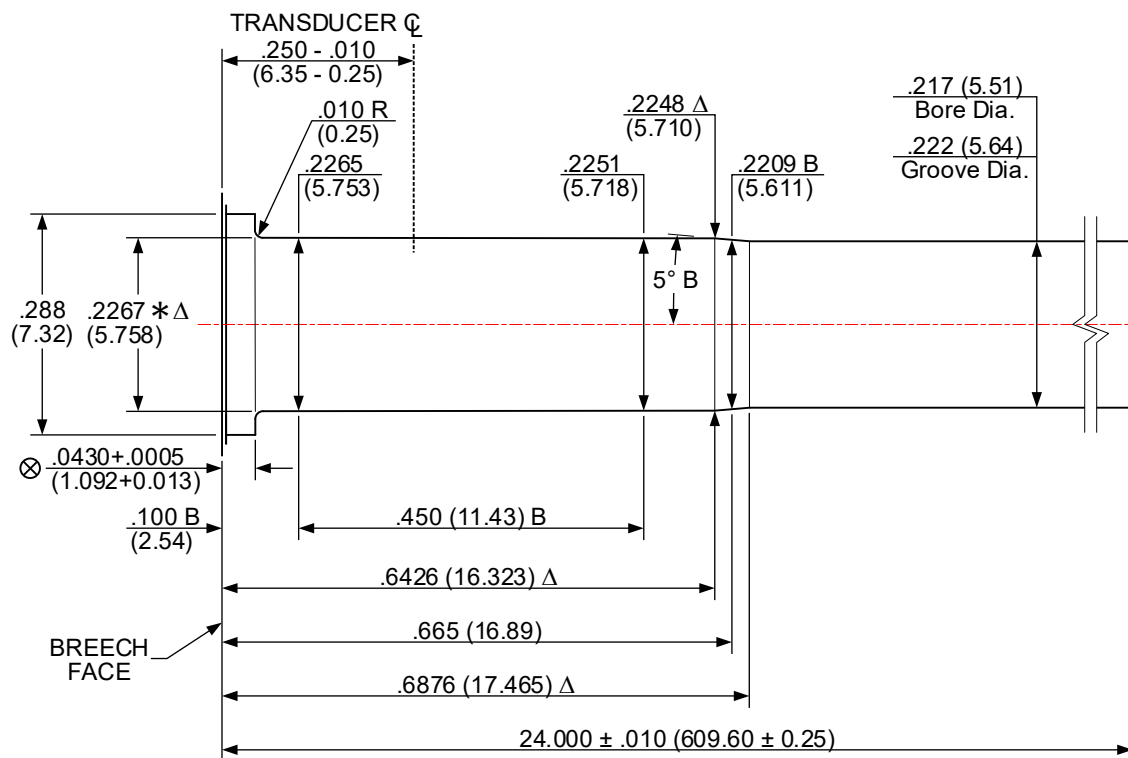 TRANSDUCER ℄
.250 - .010
(6.35 - 0.25)
.010 R
(0.25)
.2265
(5.753)
.2248 Δ
(5.710)
.2251
(5.718)
.2209 B
(5.611)
.217 (5.51)
Bore Dia.
.222 (5.64)
Groove Dia.
5° B
.288
(7.32)
.2267 * Δ
(5.758)
⊗ .0430+.0005
(1.092+0.013)
.100 B
(2.54)
.450 (11.43) B
.6426 (16.323) Δ
.665 (16.89)
BREECH
FACE
.6876 (17.465) Δ
24.000 ± .010 (609.60 ± 0.25)